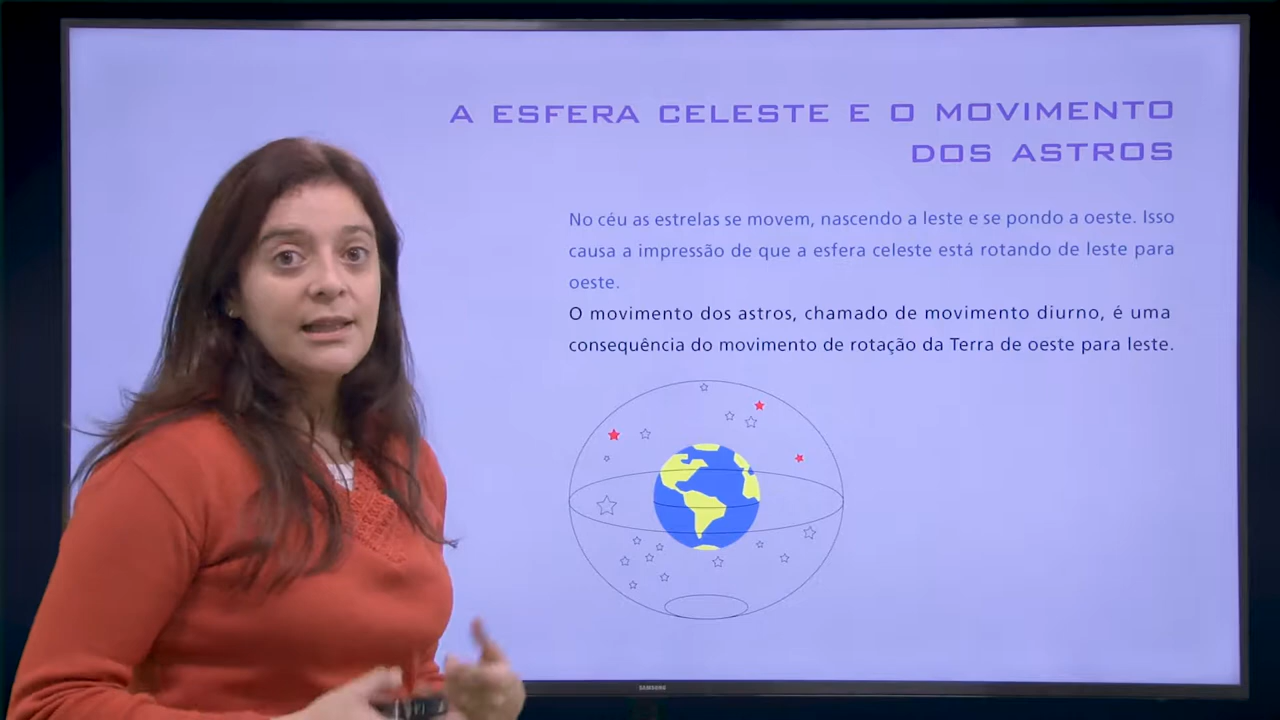 A ESFERA CELESTE E O MOVIMENTO
DOS ASTROS
No céu as estrelas se movem, nascendo a leste e se pondo a oeste. Isso
causa a impressão de que a esfera celeste está rotando de leste para
oeste.
O movimento dos astros, chamado de movimento diurno, é uma
consequência do movimento de rotação da Terra de oeste para leste.
SAMSUNG